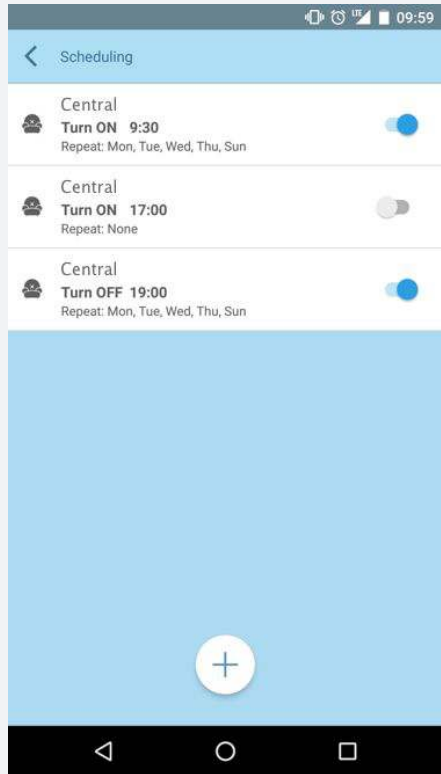 LTE 09:59
Scheduling
Central
Turn ON 9:30
Repeat: Mon, Tue, Wed, Thu, Sun
Central
Turn ON 17:00
Repeat: None
Central
Turn OFF 19:00
Repeat: Mon, Tue, Wed, Thu, Sun